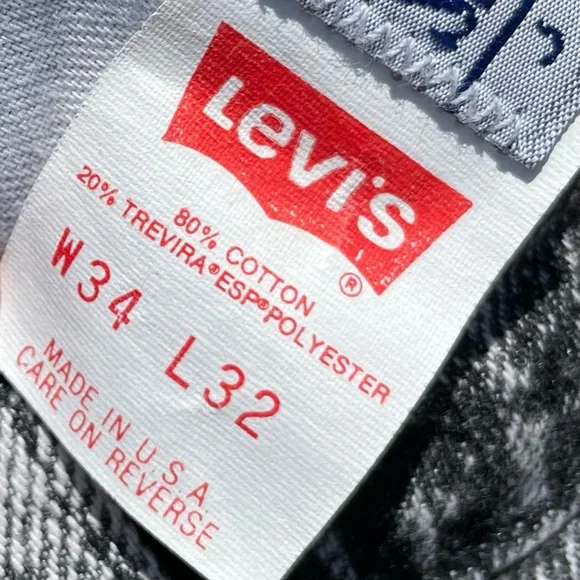 Levi's
®
80% COTTON
20% TREVIRA®ESP®POLYESTER
W34 L32
MADE IN U.S.A.
CARE ON REVERSE